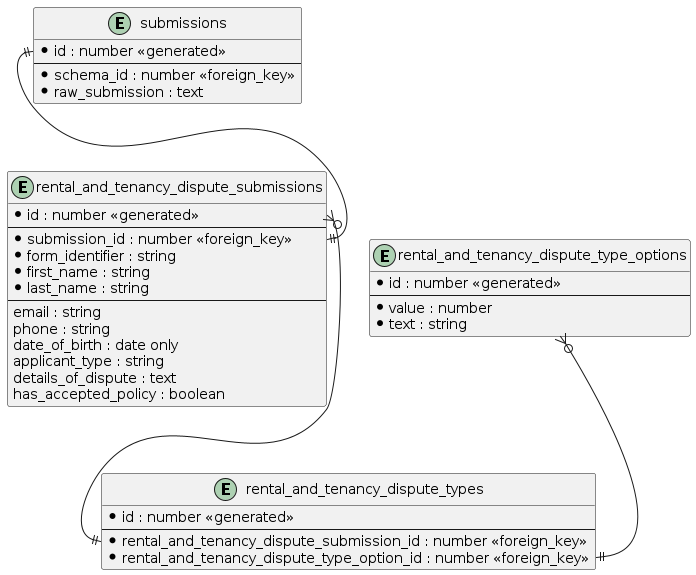 E submissions
• id : number «generated»
• schema_id : number «foreign_key»
• raw_submission : text
E rental_and_tenancy_dispute_submissions
• id : number «generated»
• submission_id : number «foreign_key»
• form_identifier : string
• first_name : string
• last_name : string
email : string
phone : string
date_of_birth : date only
applicant_type : string
details_of_dispute : text
has_accepted_policy : boolean
E rental_and_tenancy_dispute_type_options
• id : number «generated»
• value : number
• text : string
E rental_and_tenancy_dispute_types
• id : number «generated»
• rental_and_tenancy_dispute_submission_id : number «foreign_key»
• rental_and_tenancy_dispute_type_option_id : number «foreign_key»